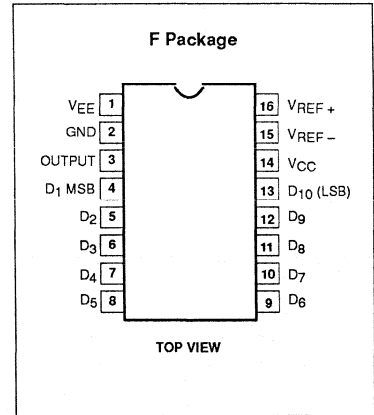 F Package
VEE 1
GND 2
OUTPUT 3
D1 MSB 4
D2 5
D3 6
D4 7
D5 8
16 VREF +
15 VREF –
14 VCC
13 D10 (LSB)
12 D9
11 D8
10 D7
9 D6
TOP VIEW